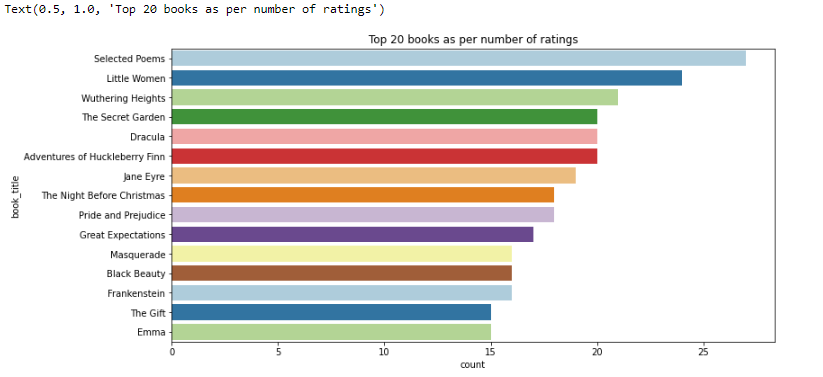 Text(0.5, 1.0, 'Top 20 books as per number of ratings')
Top 20 books as per number of ratings
Selected Poems
Little Women
Wuthering Heights
The Secret Garden
Dracula
Adventures of Huckleberry Finn
Jane Eyre
The Night Before Christmas
Pride and Prejudice
Great Expectations
Masquerade
Black Beauty
Frankenstein
The Gift
Emma
book_title
0 5 10 15 20 25
count